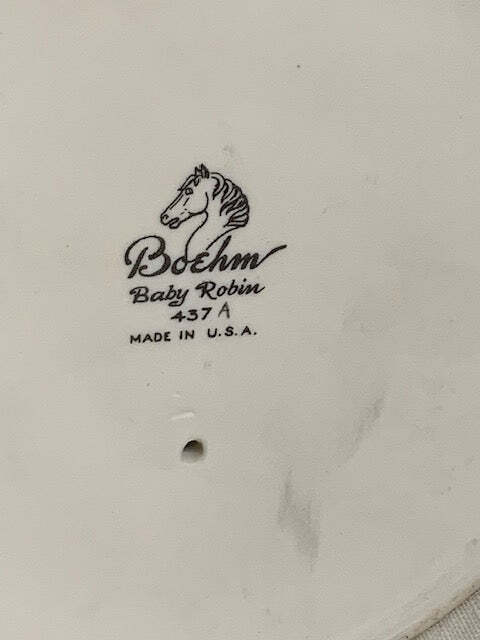 Boehm
Baby Robin
437 A
MADE IN U.S.A.